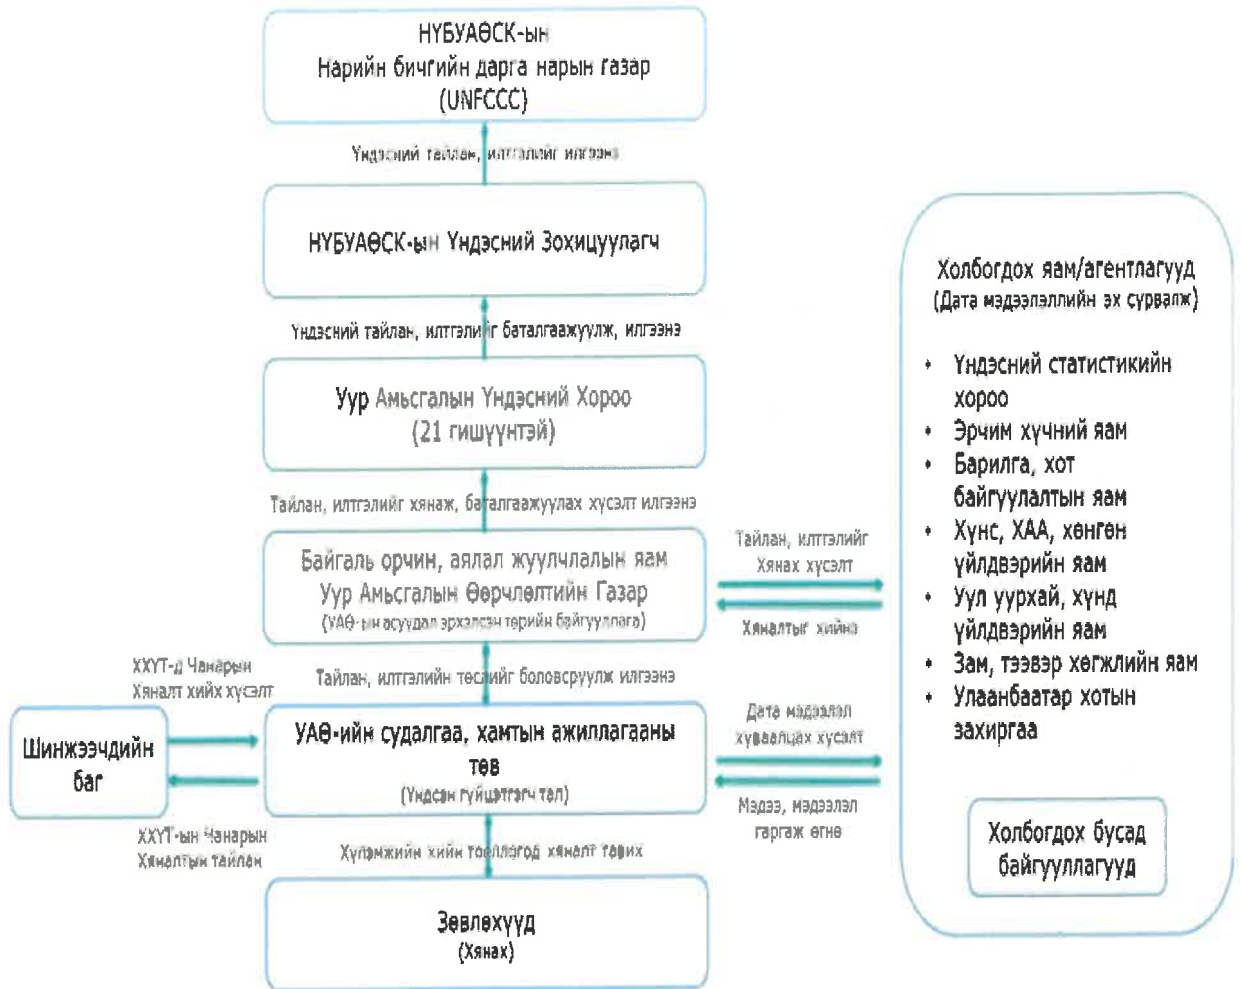 НҮБУАӨСК-ын
Нарийн бичгийн дарга нарын газар
(UNFCCC)
Үндэсний тайлан, илтгэлийг илгээнэ
НҮБУАӨСК-ын Үндэсний Зохицуулагч
Үндэсний тайлан, илтгэлийг баталгаажуулж, илгээнэ
Уур Амьсгалын Үндэсний Хороо
(21 гишүүнтэй)
Тайлан, илтгэлийг хянаж, баталгаажуулах хүсэлт илгээнэ
Байгаль орчин, аялал жуулчлалын яам
Уур Амьсгалын Өөрчлөлтийн Газар
(УАӨ-ын асуудал эрхэлсэн төрийн байгууллага)
Тайлан, илтгэлийн төслийг боловсруулж илгээнэ
УАӨ-ийн судалгаа, хамтын ажиллагааны
төв
(Үндсэн гүйцэтгэгч тал)
Хүлэмжийн хийн тооллогод хяналт тавих
Зөвлөхүүд
(Хянах)
ХХҮТ-д Чанарын
Хяналт хийх хүсэлт
Шинжээчдийн
баг
ХХҮТ-ын Чанарын
Хяналтын тайлан
Тайлан, илтгэлийг
Хянах хүсэлт
Хяналтыг хийнэ
Дата мэдээлэл
хуваалцах хүсэлт
Мэдээ, мэдээлэл
гаргаж өгнө
Холбогдох яам/агентлагууд
(Дата мэдээлэллийн эх сурвалж)
• Үндэсний статистикийн
хороо
• Эрчим хүчний яам
• Барилга, хот
байгуулалтын яам
• Хүнс, ХАА, хөнгөн
үйлдвэрийн яам
• Уул уурхай, хүнд
үйлдвэрийн яам
• Зам, тээвэр хөгжлийн яам
• Улаанбаатар хотын
захиргаа
Холбогдох бусад
байгууллагууд